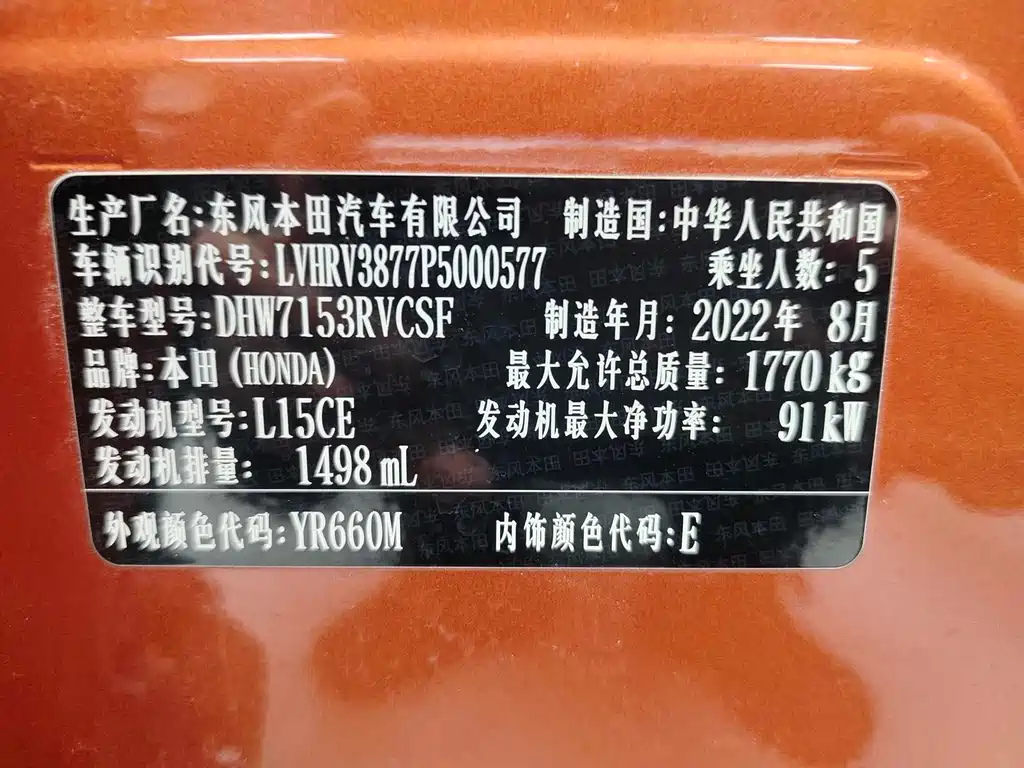 生产厂名:东风本田汽车有限公司 制造国:中华人民共和国
车辆识别代号:LVHRV3877P5000577 乘坐人数:5
整车型号:DHW7153RVCSF 制造年月:2022年 8月
品牌:本田(HONDA) 最大允许总质量:1770kg
发动机型号:L15CE 发动机最大净功率: 91kW
发动机排量: 1498mL
外观颜色代码:YR660M 内饰颜色代码:E